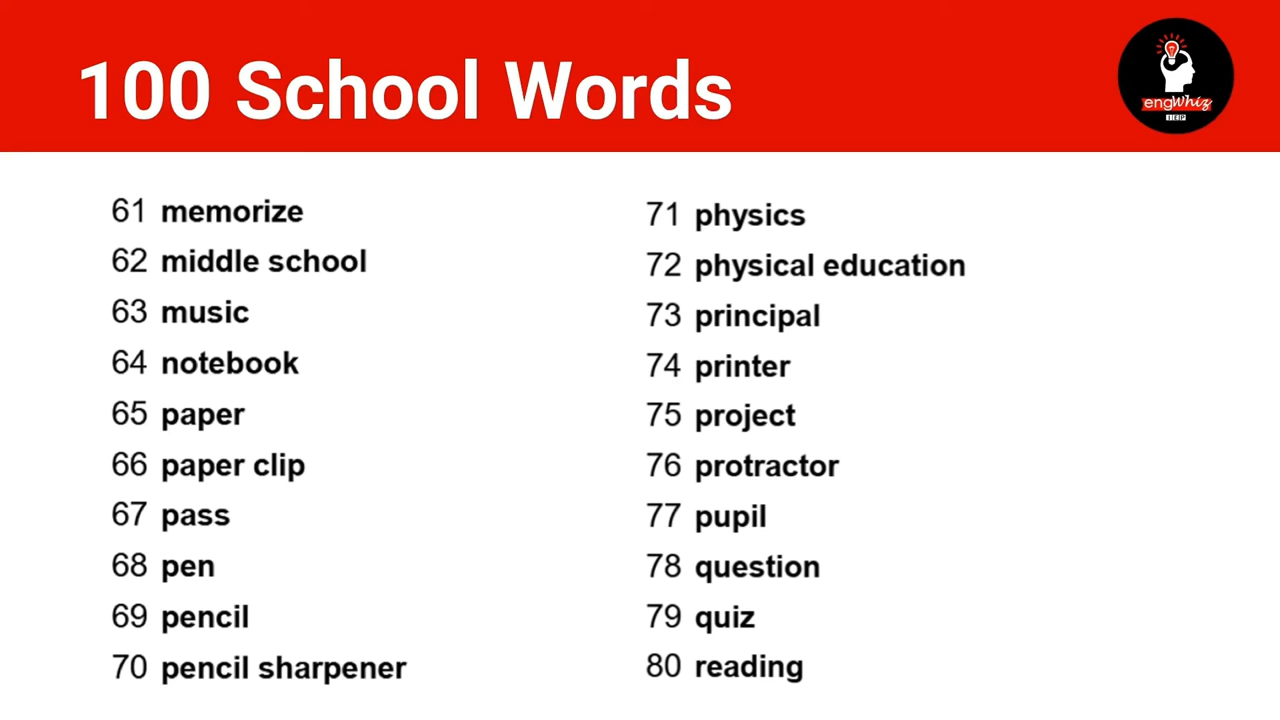 100 School Words
engWhiz
IEP
61 memorize
62 middle school
63 music
64 notebook
65 paper
66 paper clip
67 pass
68 pen
69 pencil
70 pencil sharpener
71 physics
72 physical education
73 principal
74 printer
75 project
76 protractor
77 pupil
78 question
79 quiz
80 reading